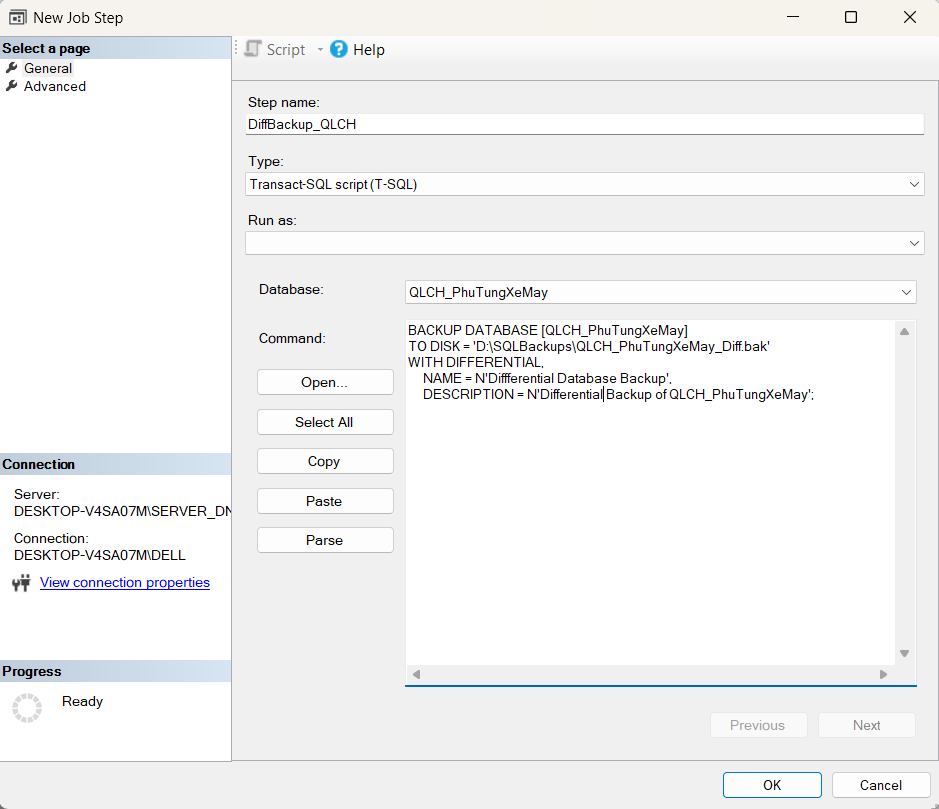 New Job Step
Select a page
General
Advanced
Script
Help
Step name:
DiffBackup_QLCH
Type:
Transact-SQL script (T-SQL)
Run as:
Database:
QLCH_PhuTungXeMay
Command:
BACKUP DATABASE [QLCH_PhuTungXeMay]
TO DISK = 'D:\SQLBackups\QLCH_PhuTungXeMay_Diff.bak'
WITH DIFFERENTIAL,
NAME = N'Diffferential Database Backup',
DESCRIPTION = N'Differential Backup of QLCH_PhuTungXeMay';
Open...
Select All
Copy
Paste
Parse
Connection
Server:
DESKTOP-V4SA07M\SERVER_DN
Connection:
DESKTOP-V4SA07M\DELL
View connection properties
Progress
Ready
Previous
Next
OK
Cancel